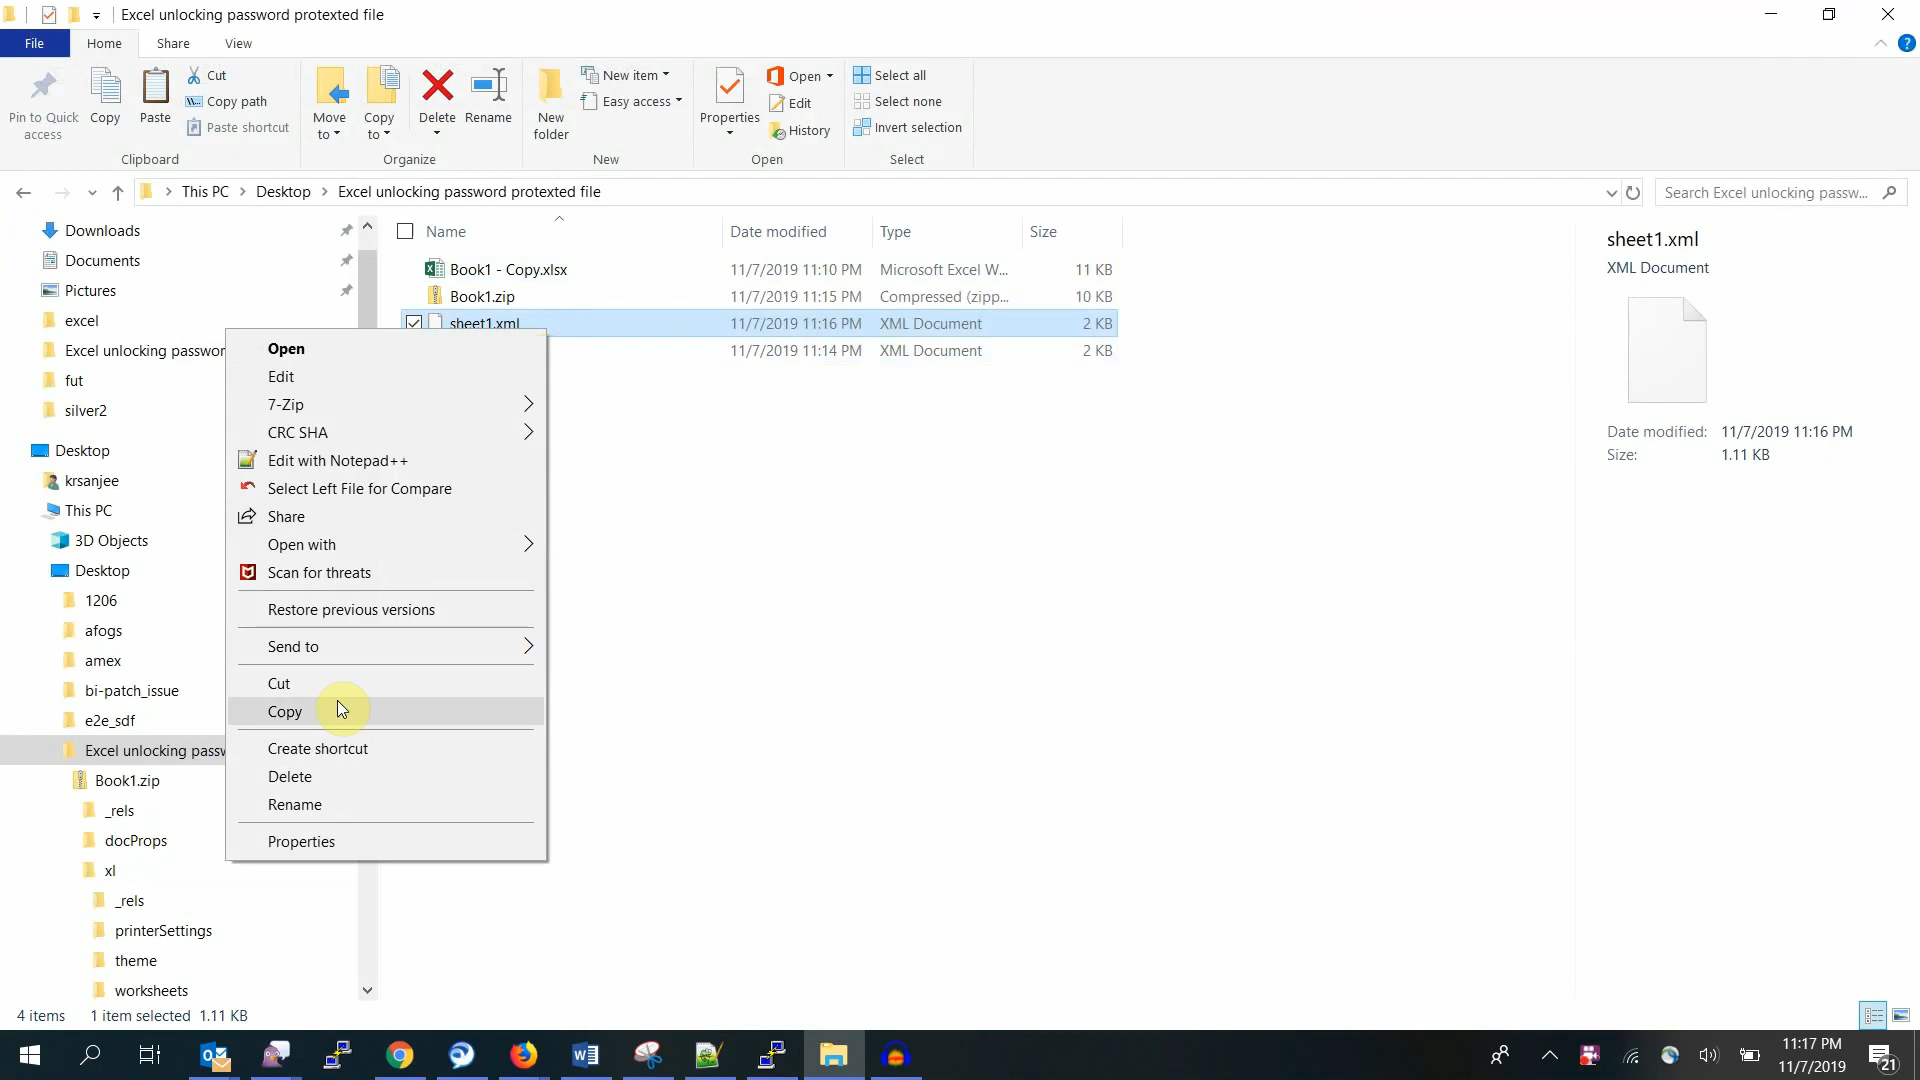 Excel unlocking password protexted file
File
Home
Share
View
Pin to Quick access
Copy
Paste
Cut
Copy path
Paste shortcut
Clipboard
Move to
Copy to
Delete
Rename
Organize
New folder
New item
Easy access
New
Properties
Open
Edit
History
Open
Select all
Select none
Invert selection
Select
This PC
Desktop
Excel unlocking password protexted file
Search Excel unlocking passw...
Downloads
Documents
Pictures
excel
Excel unlocking passwor
fut
silver2
Desktop
krsanjee
This PC
3D Objects
Desktop
1206
afogs
amex
bi-patch_issue
e2e_sdf
Excel unlocking passw
Book1.zip
_rels
docProps
xl
_rels
printerSettings
theme
worksheets
Name Date modified Type Size
Book1 - Copy.xlsx 11/7/2019 11:10 PM Microsoft Excel W... 11 KB
Book1.zip 11/7/2019 11:15 PM Compressed (zipp... 10 KB
sheet1.xml 11/7/2019 11:16 PM XML Document 2 KB
11/7/2019 11:14 PM XML Document 2 KB
Open
Edit
7-Zip
CRC SHA
Edit with Notepad++
Select Left File for Compare
Share
Open with
Scan for threats
Restore previous versions
Send to
Cut
Copy
Create shortcut
Delete
Rename
Properties
sheet1.xml
XML Document
Date modified: 11/7/2019 11:16 PM
Size: 1.11 KB
4 items 1 item selected 1.11 KB
11:17 PM
11/7/2019
21